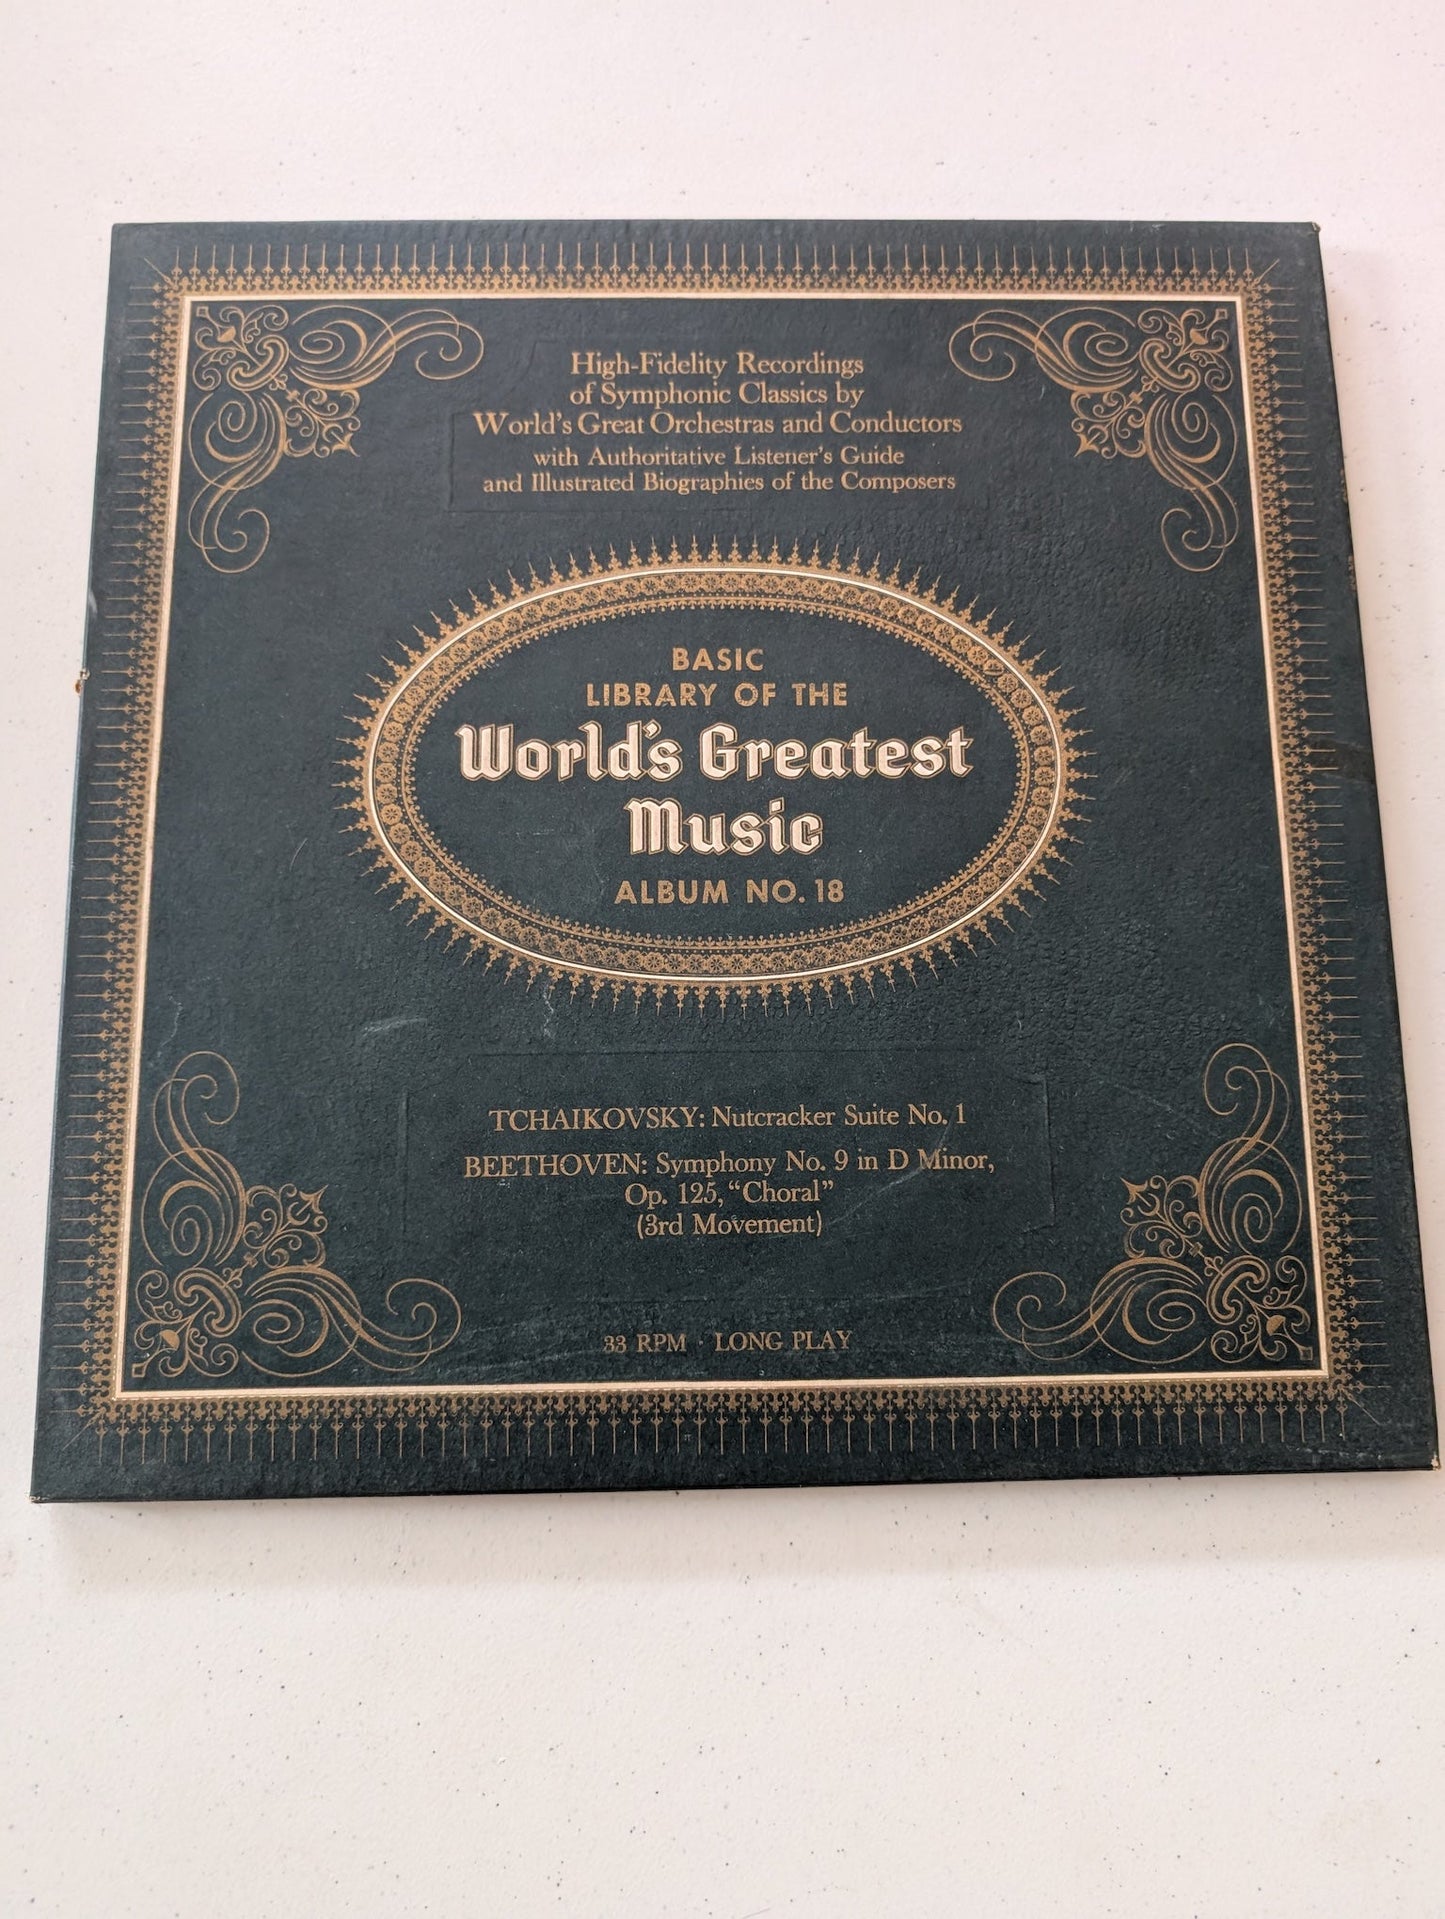 High-Fidelity Recordings
of Symphonic Classics by
World's Great Orchestras and Conductors
with Authoritative Listener's Guide
and Illustrated Biographies of the Composers
BASIC
LIBRARY OF THE
World's Greatest
Music
ALBUM NO. 18
TCHAIKOVSKY: Nutcracker Suite No. 1
BEETHOVEN: Symphony No. 9 in D Minor,
Op. 125, “Choral”
(3rd Movement)
33 RPM · LONG PLAY